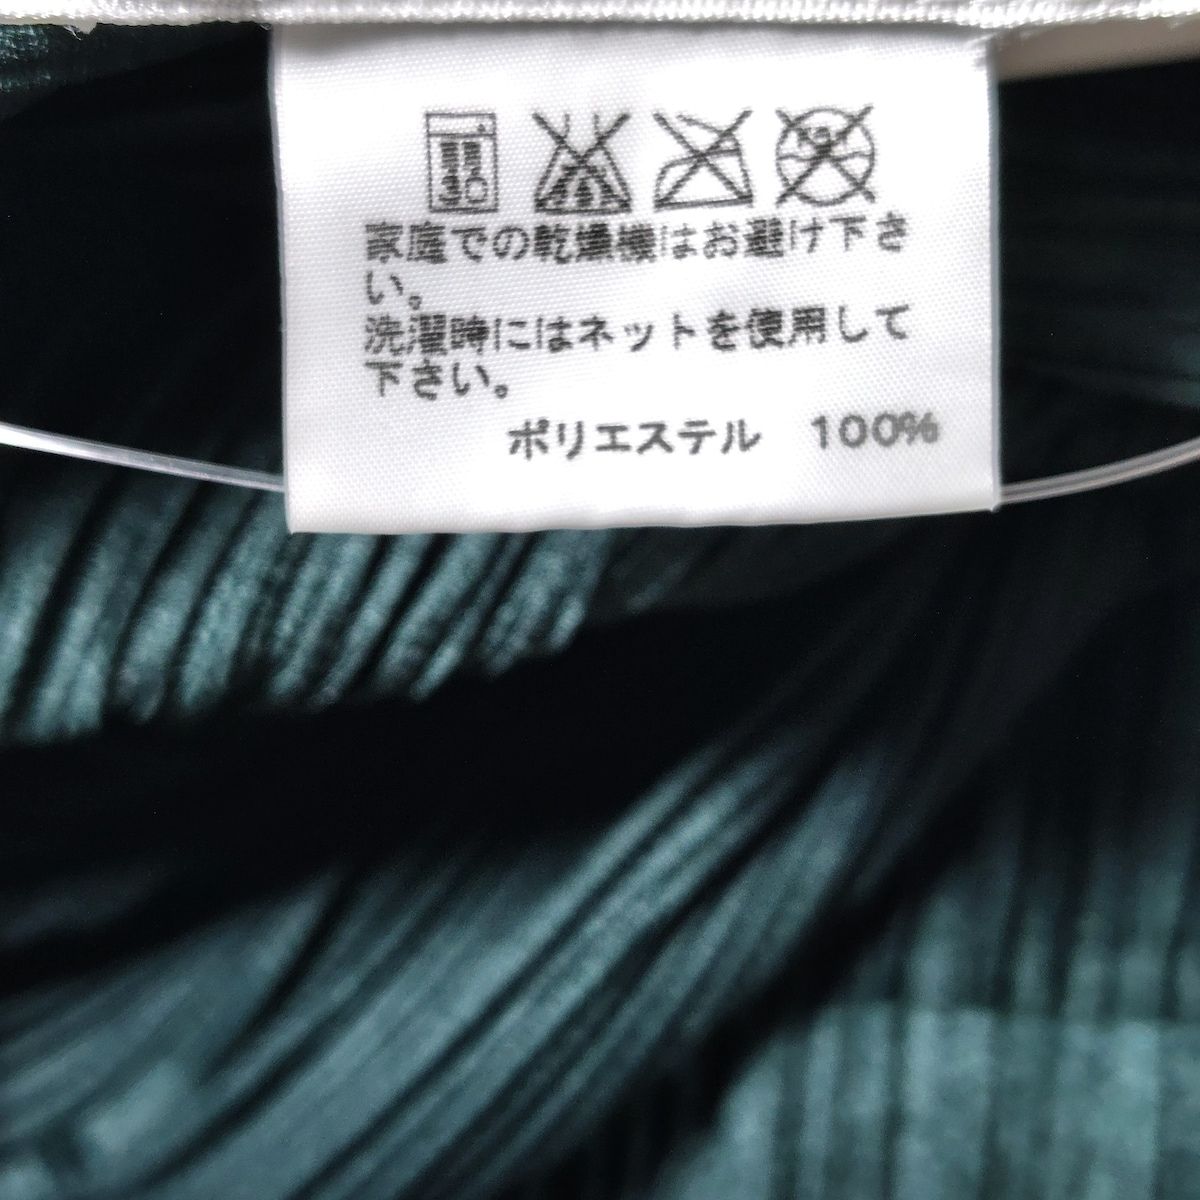 家庭での乾燥機はお避け下さ
い。
洗濯時にはネットを使用して
下さい。
ポリエステル 100%